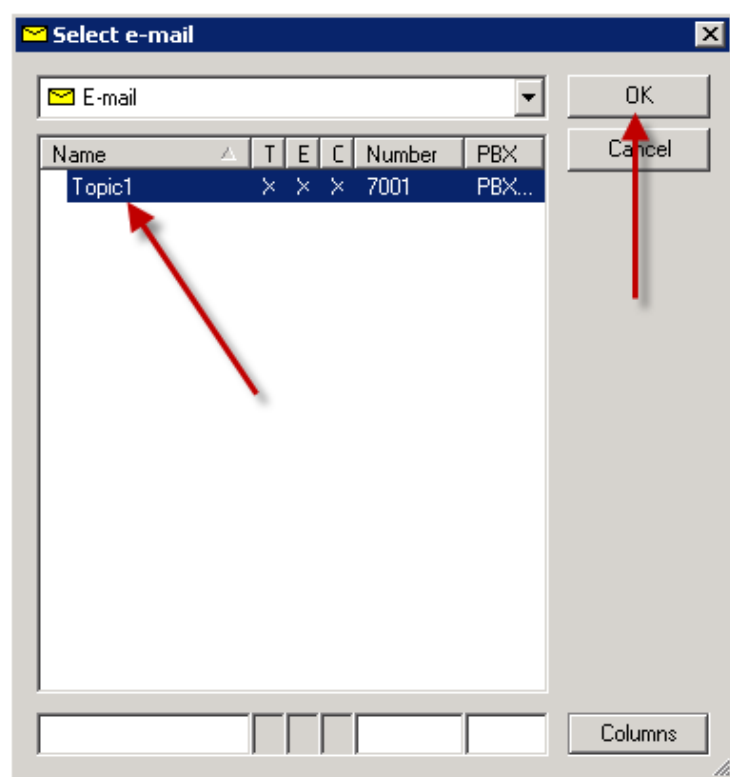 Select e-mail
E-mail
OK
Cancel
Name T E C Number PBX
Topic1 × × × 7001 PBX...
Columns